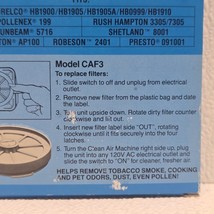 FITS:
NORELCO/ HB1900 / HB1905 / HB1905A/HB0999/HB1910
POLLENEX 199 RUSH HAMPTON 3305/7305
SUNBEAM/ 5716 SHETLAND/ 8001
AP100 ROBESON/ 2401 PRESTO/ 091001
Model CAF3
To replace filters:
1. Slide switch to off and unplug from electrical
outlet.
2. Remove new filter from the plastic bag and date
the label.
3. unit upside down. Rotate dirty filter counter
clockwise and lift out.
4. Insert new filter label side "OUT", rotating
clockwise until it fits securely into the four
latches.
5. Turn the Clean Air Machine right side up, plug
unit into any 120V AC electrical outlet and slide
the switch to "ON" for cleaner, fresher air.
HELPS REMOVE TOBACCO SMOKE, COOKING
AND PET ODORS, DUST, EVEN POLLEN!